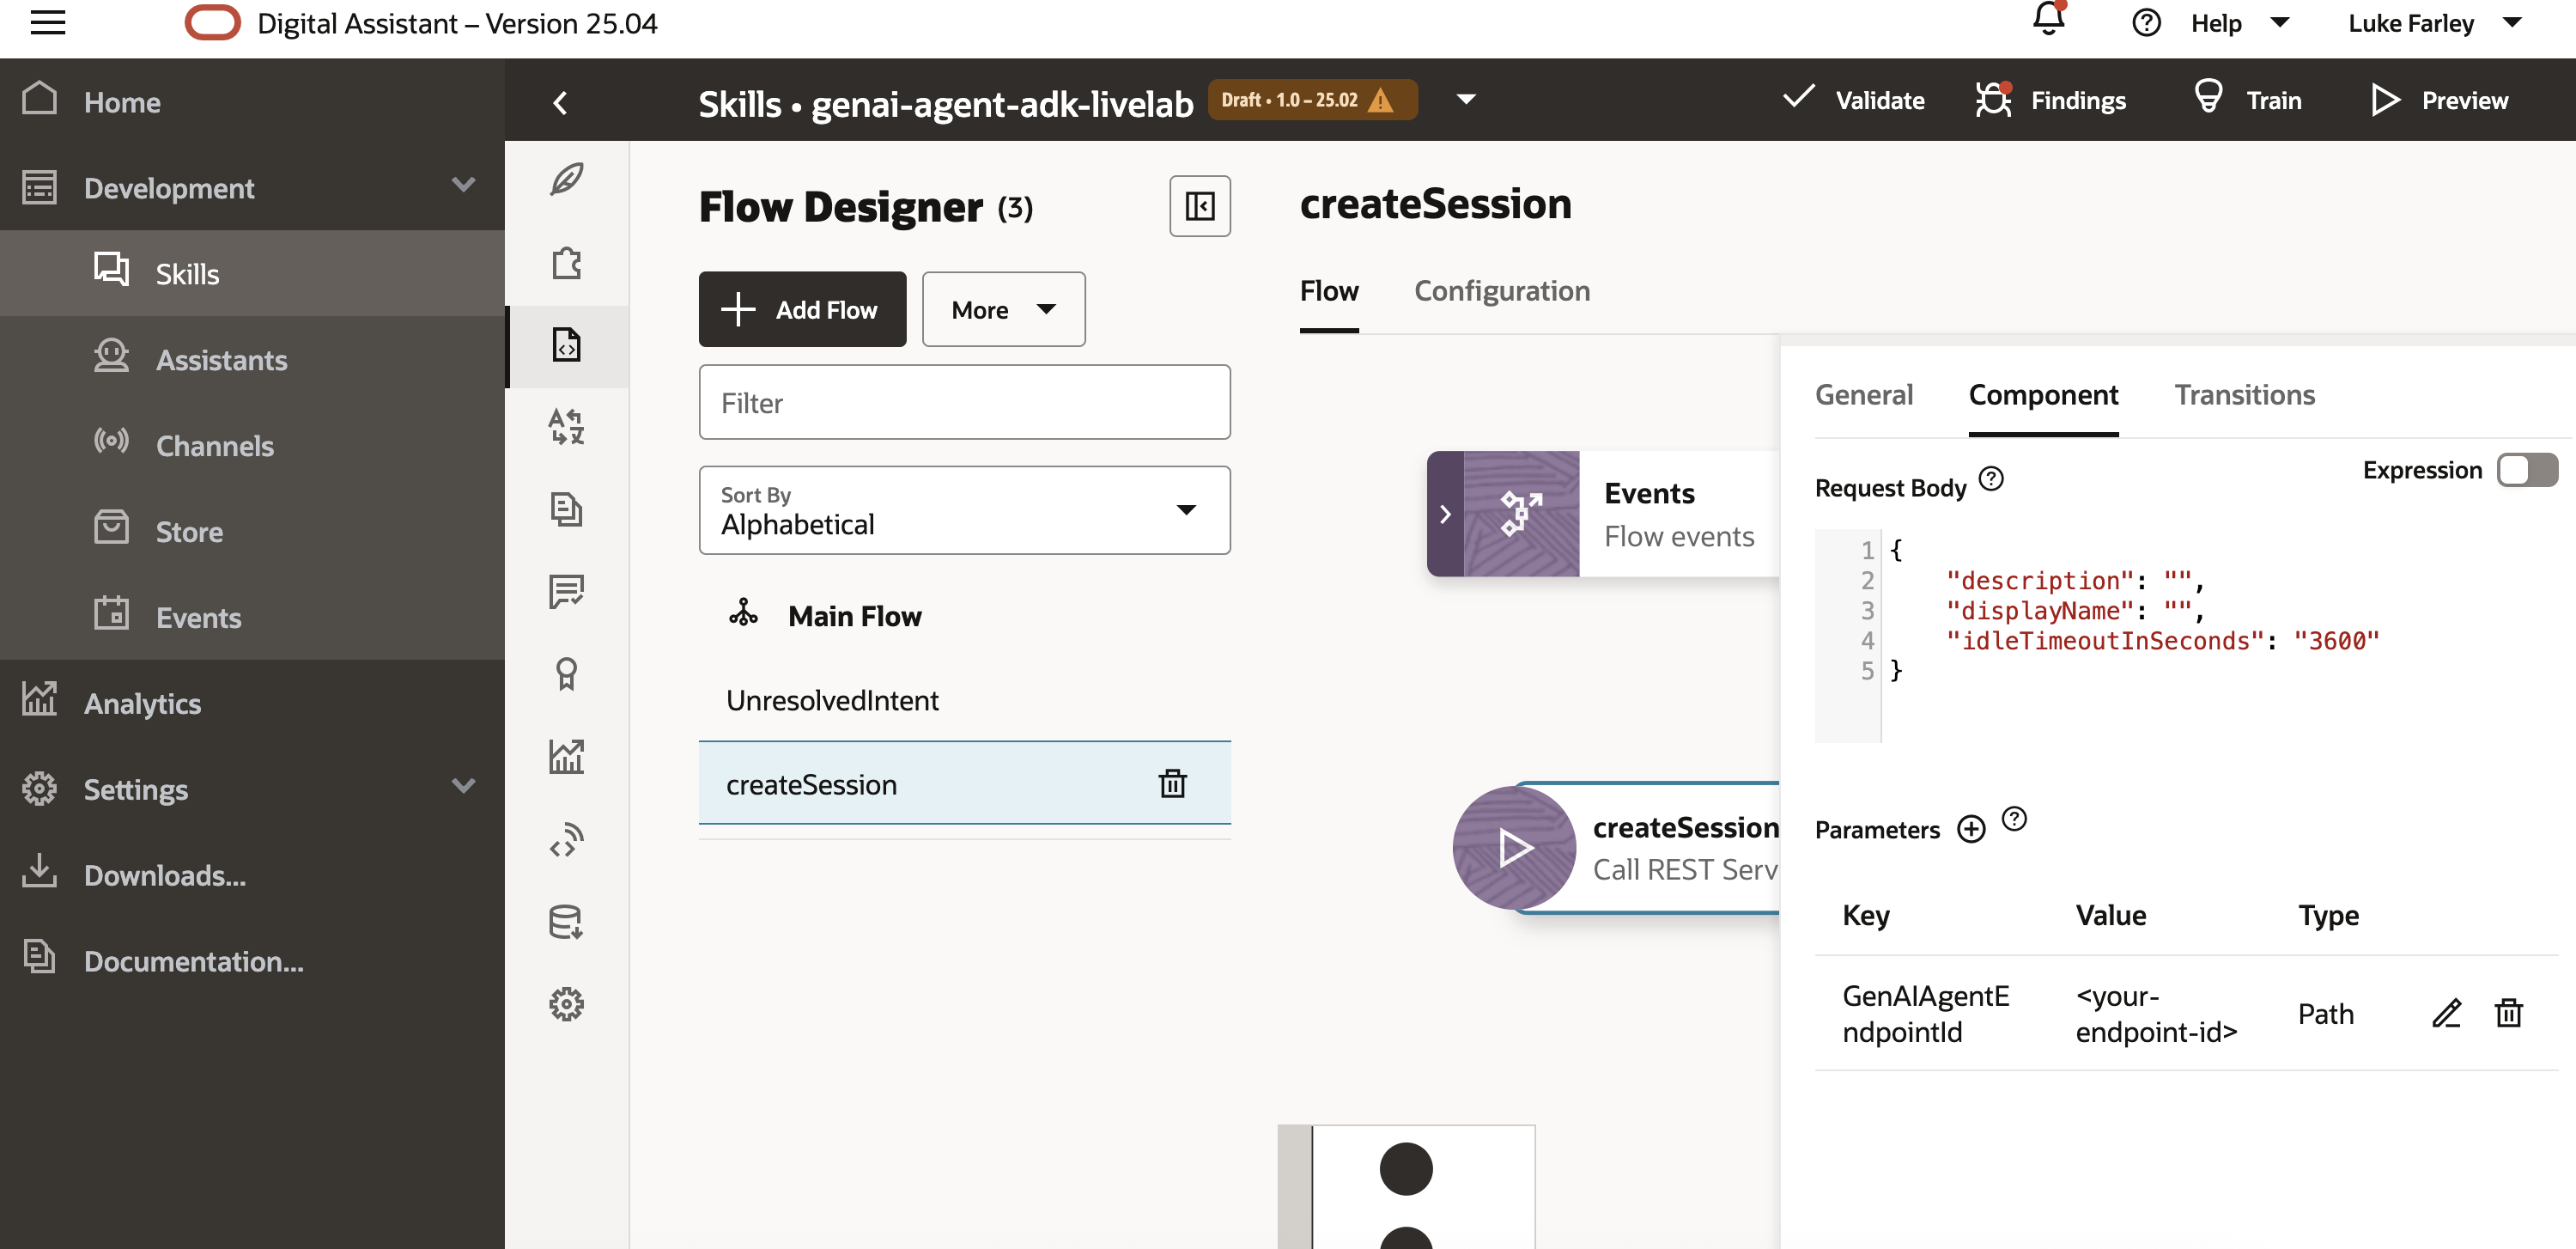 Digital Assistant – Version 25.04
Help
Luke Farley
Home
Development
Skills
Assistants
Channels
Store
Events
Analytics
Settings
Downloads...
Documentation...
Skills • genai-agent-adk-livelab
Draft • 1.0 – 25.02
Validate
Findings
Train
Preview
Flow Designer (3)
Add Flow
More
Filter
Sort By
Alphabetical
Main Flow
UnresolvedIntent
createSession
createSession
Flow
Configuration
Events
Flow events
createSession
Call REST Serv
General
Component
Transitions
Request Body
Expression
1 {
2 "description": "",
3 "displayName": "",
4 "idleTimeoutInSeconds": "3600"
5 }
Parameters
Key
Value
Type
GenAIAgentE
ndpointId
<your-
endpoint-id>
Path